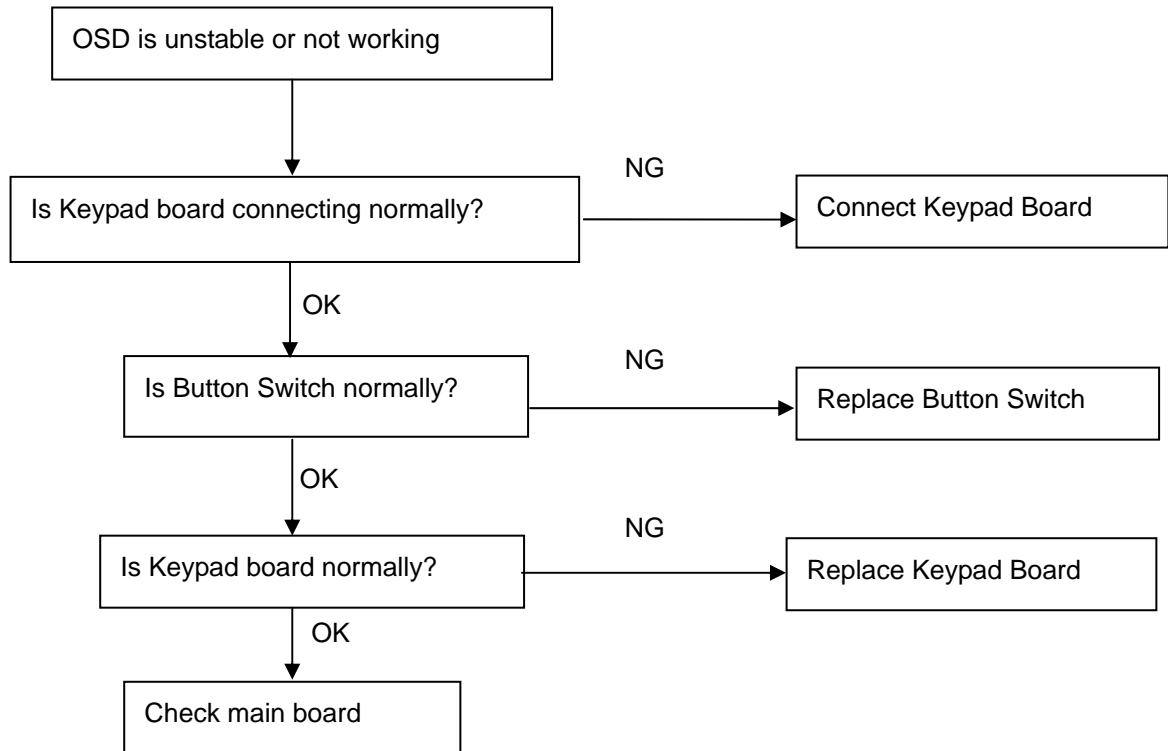 OSD is unstable or not working
NG
Is Keypad board connecting normally?
Connect Keypad Board
OK
NG
Is Button Switch normally?
Replace Button Switch
OK
NG
Is Keypad board normally?
Replace Keypad Board
OK
Check main board